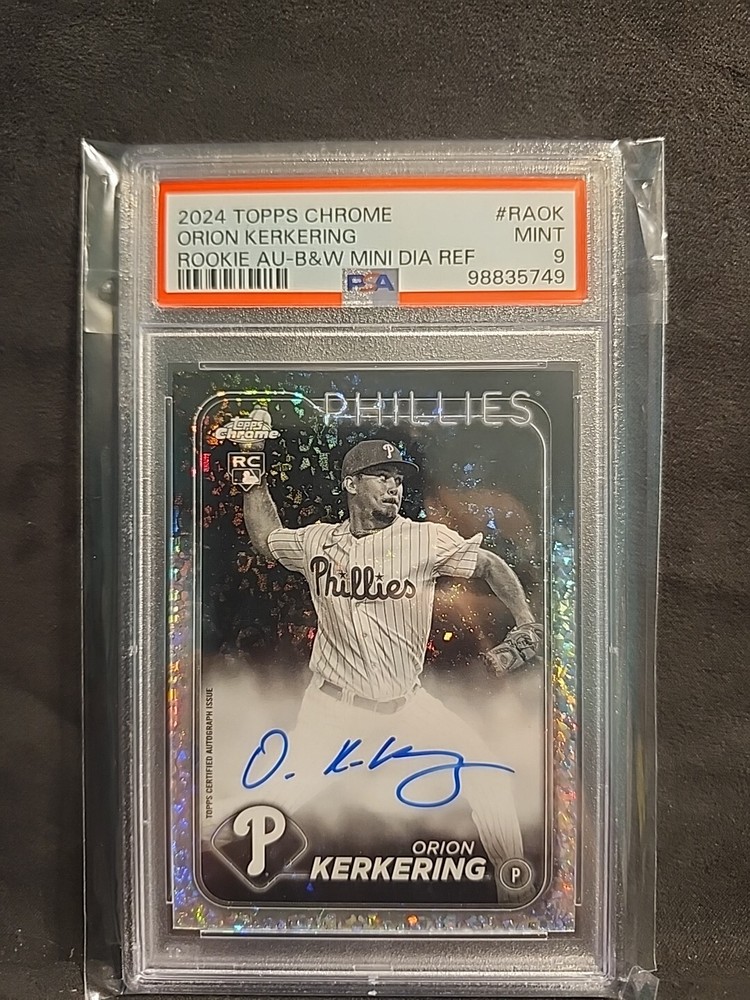 2024 TOPPS CHROME #RAOK
ORION KERKERING MINT
ROOKIE AU-B&W MINI DIA REF 9
PSA 98835749
PHILLIES
Topps
Chrome
RC
P
Phillies
TOPPS CERTIFIED AUTOGRAPH ISSUE
O. K
P
ORION
KERKERING P